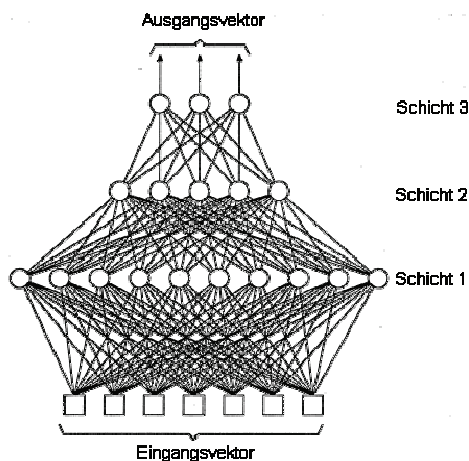 Ausgangsvektor
Schicht 3
Schicht 2
Schicht 1
Eingangsvektor